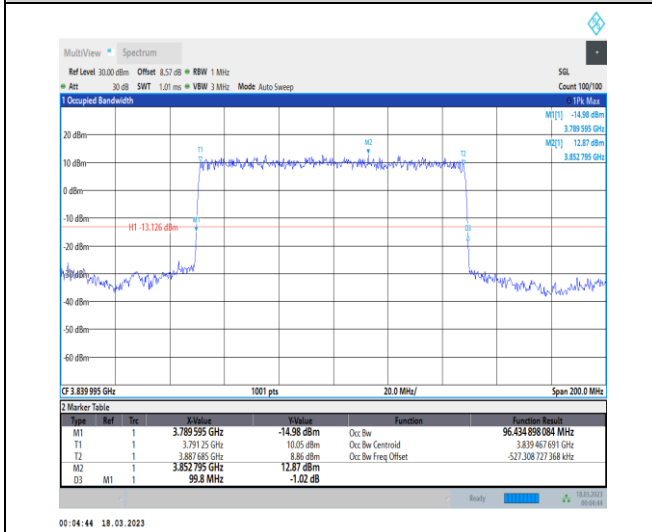 MultiView Spectrum
Ref Level 30.00 dBm Offset 8.57 dB RBW 1 MHz SGL
Att 30 dB SWT 1.01 ms VBW 3 MHz Mode Auto Sweep Count 100/100
1 Occupied Bandwidth 1Pk Max
M1[1] -14.98 dBm
3.789 595 GHz
M2[1] 12.87 dBm
3.852 795 GHz
20 dBm
M2
T1
T2
10 dBm
0 dBm
-10 dBm
M1
H1 -13.126 dBm
D3
-30 dBm
-40 dBm
-50 dBm
-60 dBm
CF 3.839 995 GHz 1001 pts 20.0 MHz/ Span 200.0 MHz
2 Marker Table
Type Ref Trc X-Value Y-Value Function Function Result
M1 1 3.789 595 GHz -14.98 dBm Occ Bw 96.434 898 084 MHz
T1 1 3.791 25 GHz 10.05 dBm Occ Bw Centroid 3.839 467 691 GHz
T2 1 3.887 685 GHz 8.86 dBm Occ Bw Freq Offset -527.308 727 368 kHz
M2 1 3.852 795 GHz 12.87 dBm
D3 M1 1 99.8 MHz -1.02 dB
Ready 18.03.2023
00:04:44
00:04:44 18.03.2023